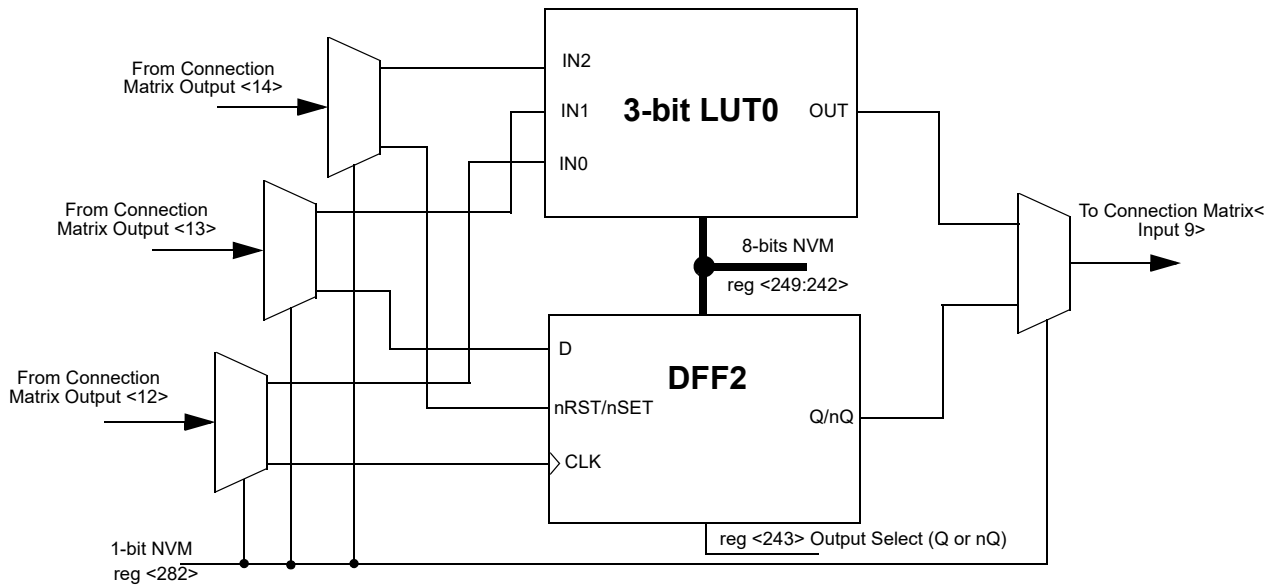 From Connection
Matrix Output <14>
IN2
IN1
IN0
3-bit LUT0
OUT
From Connection
Matrix Output <13>
To Connection Matrix<
Input 9>
8-bits NVM
reg <249:242>
From Connection
Matrix Output <12>
D
nRST/nSET
CLK
DFF2
Q/nQ
reg <243> Output Select (Q or nQ)
1-bit NVM
reg <282>